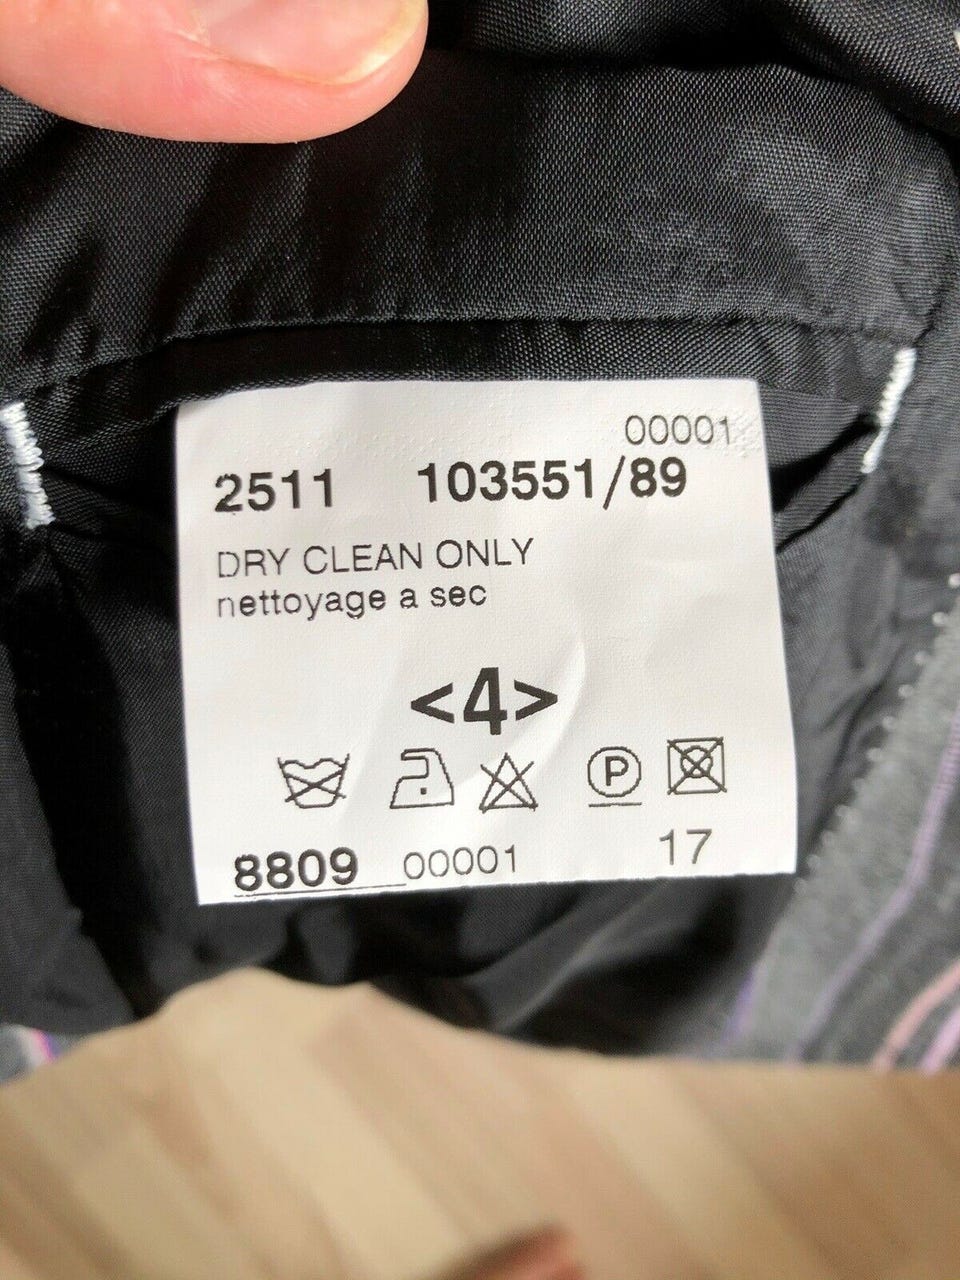 00001
2511 103551/89
DRY CLEAN ONLY
nettoyage a sec
<4>
P
8809 00001 17